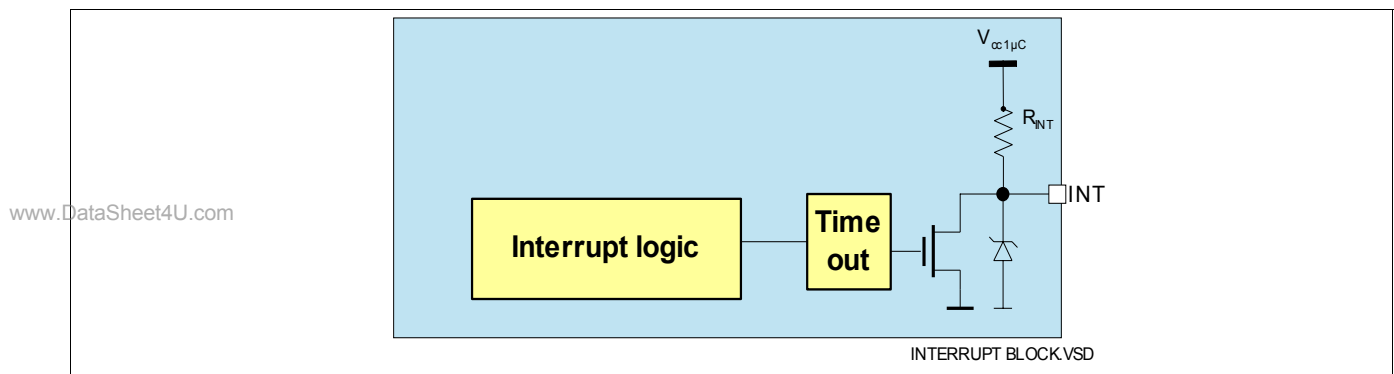 Vcc1µC
RINT
INT
www.DataSheet4U.com
Interrupt logic
Time
out
INTERRUPT BLOCK.VSD